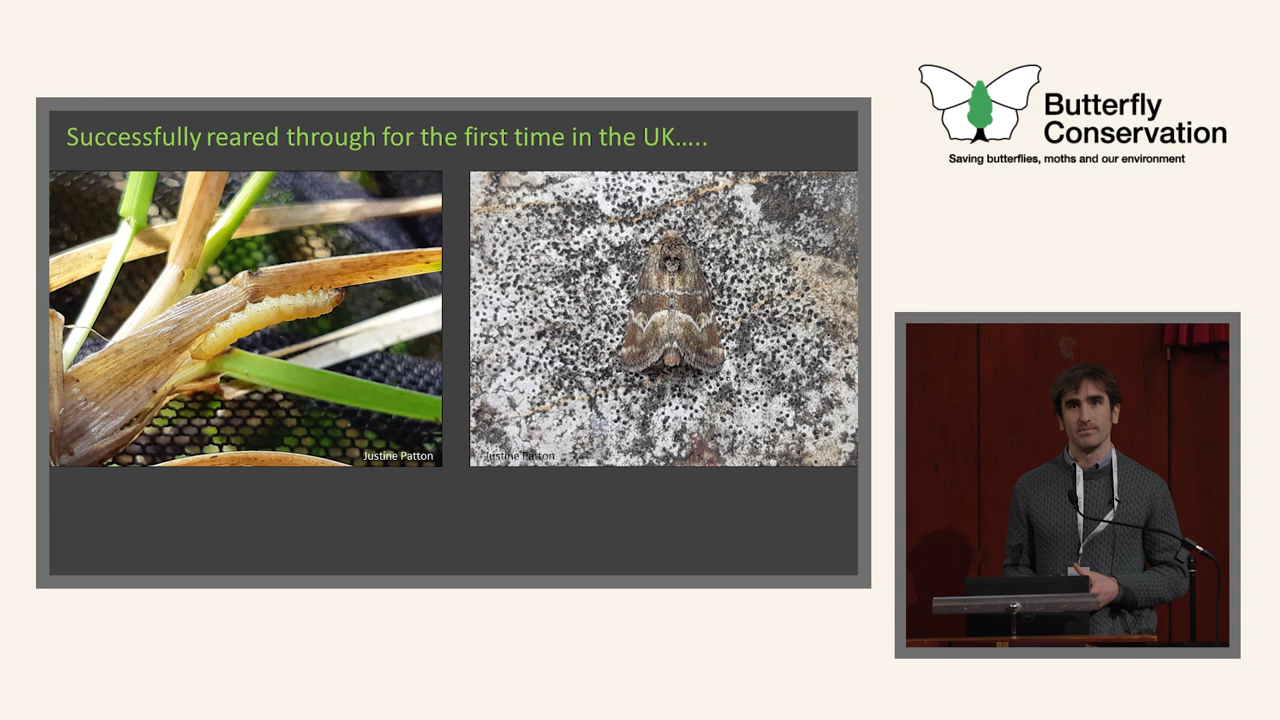 Successfully reared through for the first time in the UK.....
Justine Patton
Justine Patton
Butterfly
Conservation
Saving butterflies, moths and our environment